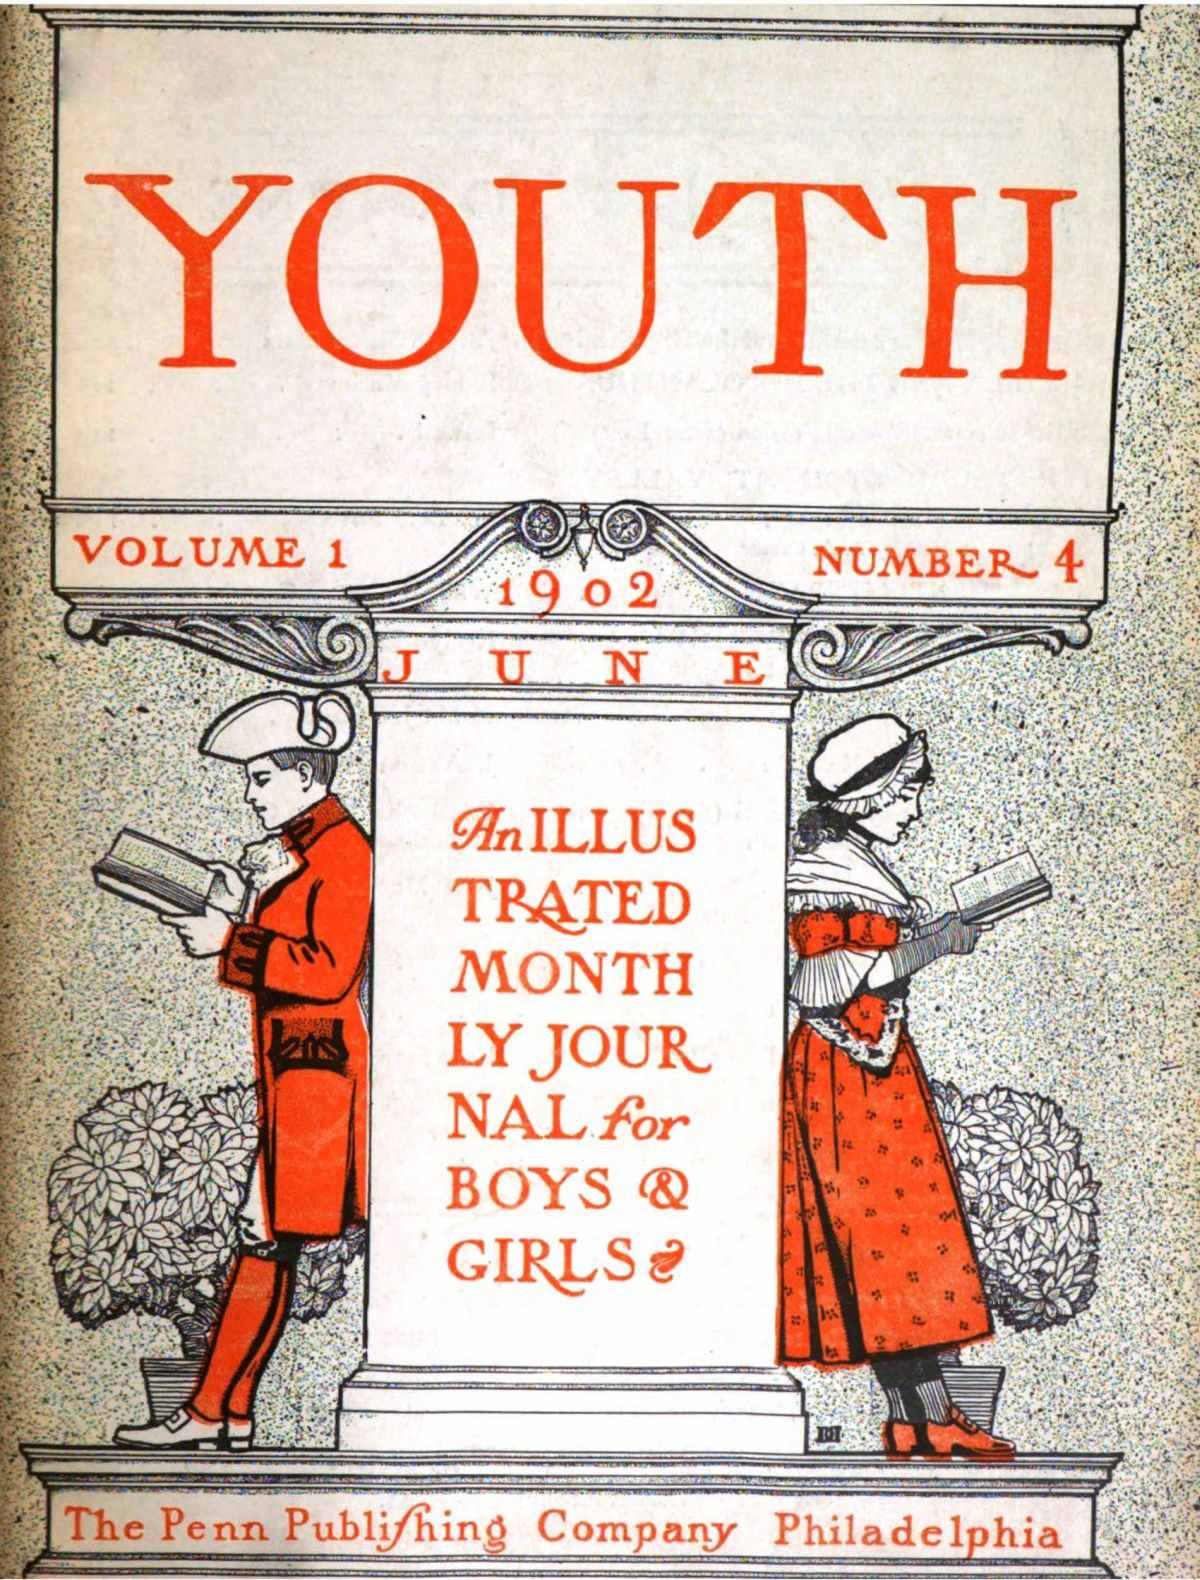 YOUTH
VOLUME 1
NUMBER 4
1902
JUNE
An ILLUS
TRATED
MONTH
LY JOUR
NAL for
BOYS &
GIRLS
The Penn Publiſhing Company Philadelphia